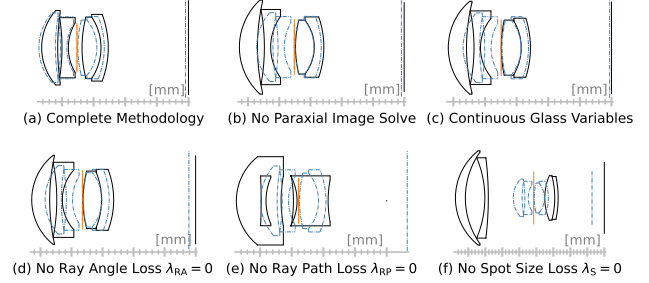 [mm] [mm] [mm]
(a) Complete Methodology (b) No Paraxial Image Solve (c) Continuous Glass Variables
[mm] [mm] [mm]
(d) No Ray Angle Loss λRA = 0 (e) No Ray Path Loss λRP = 0 (f) No Spot Size Loss λS = 0